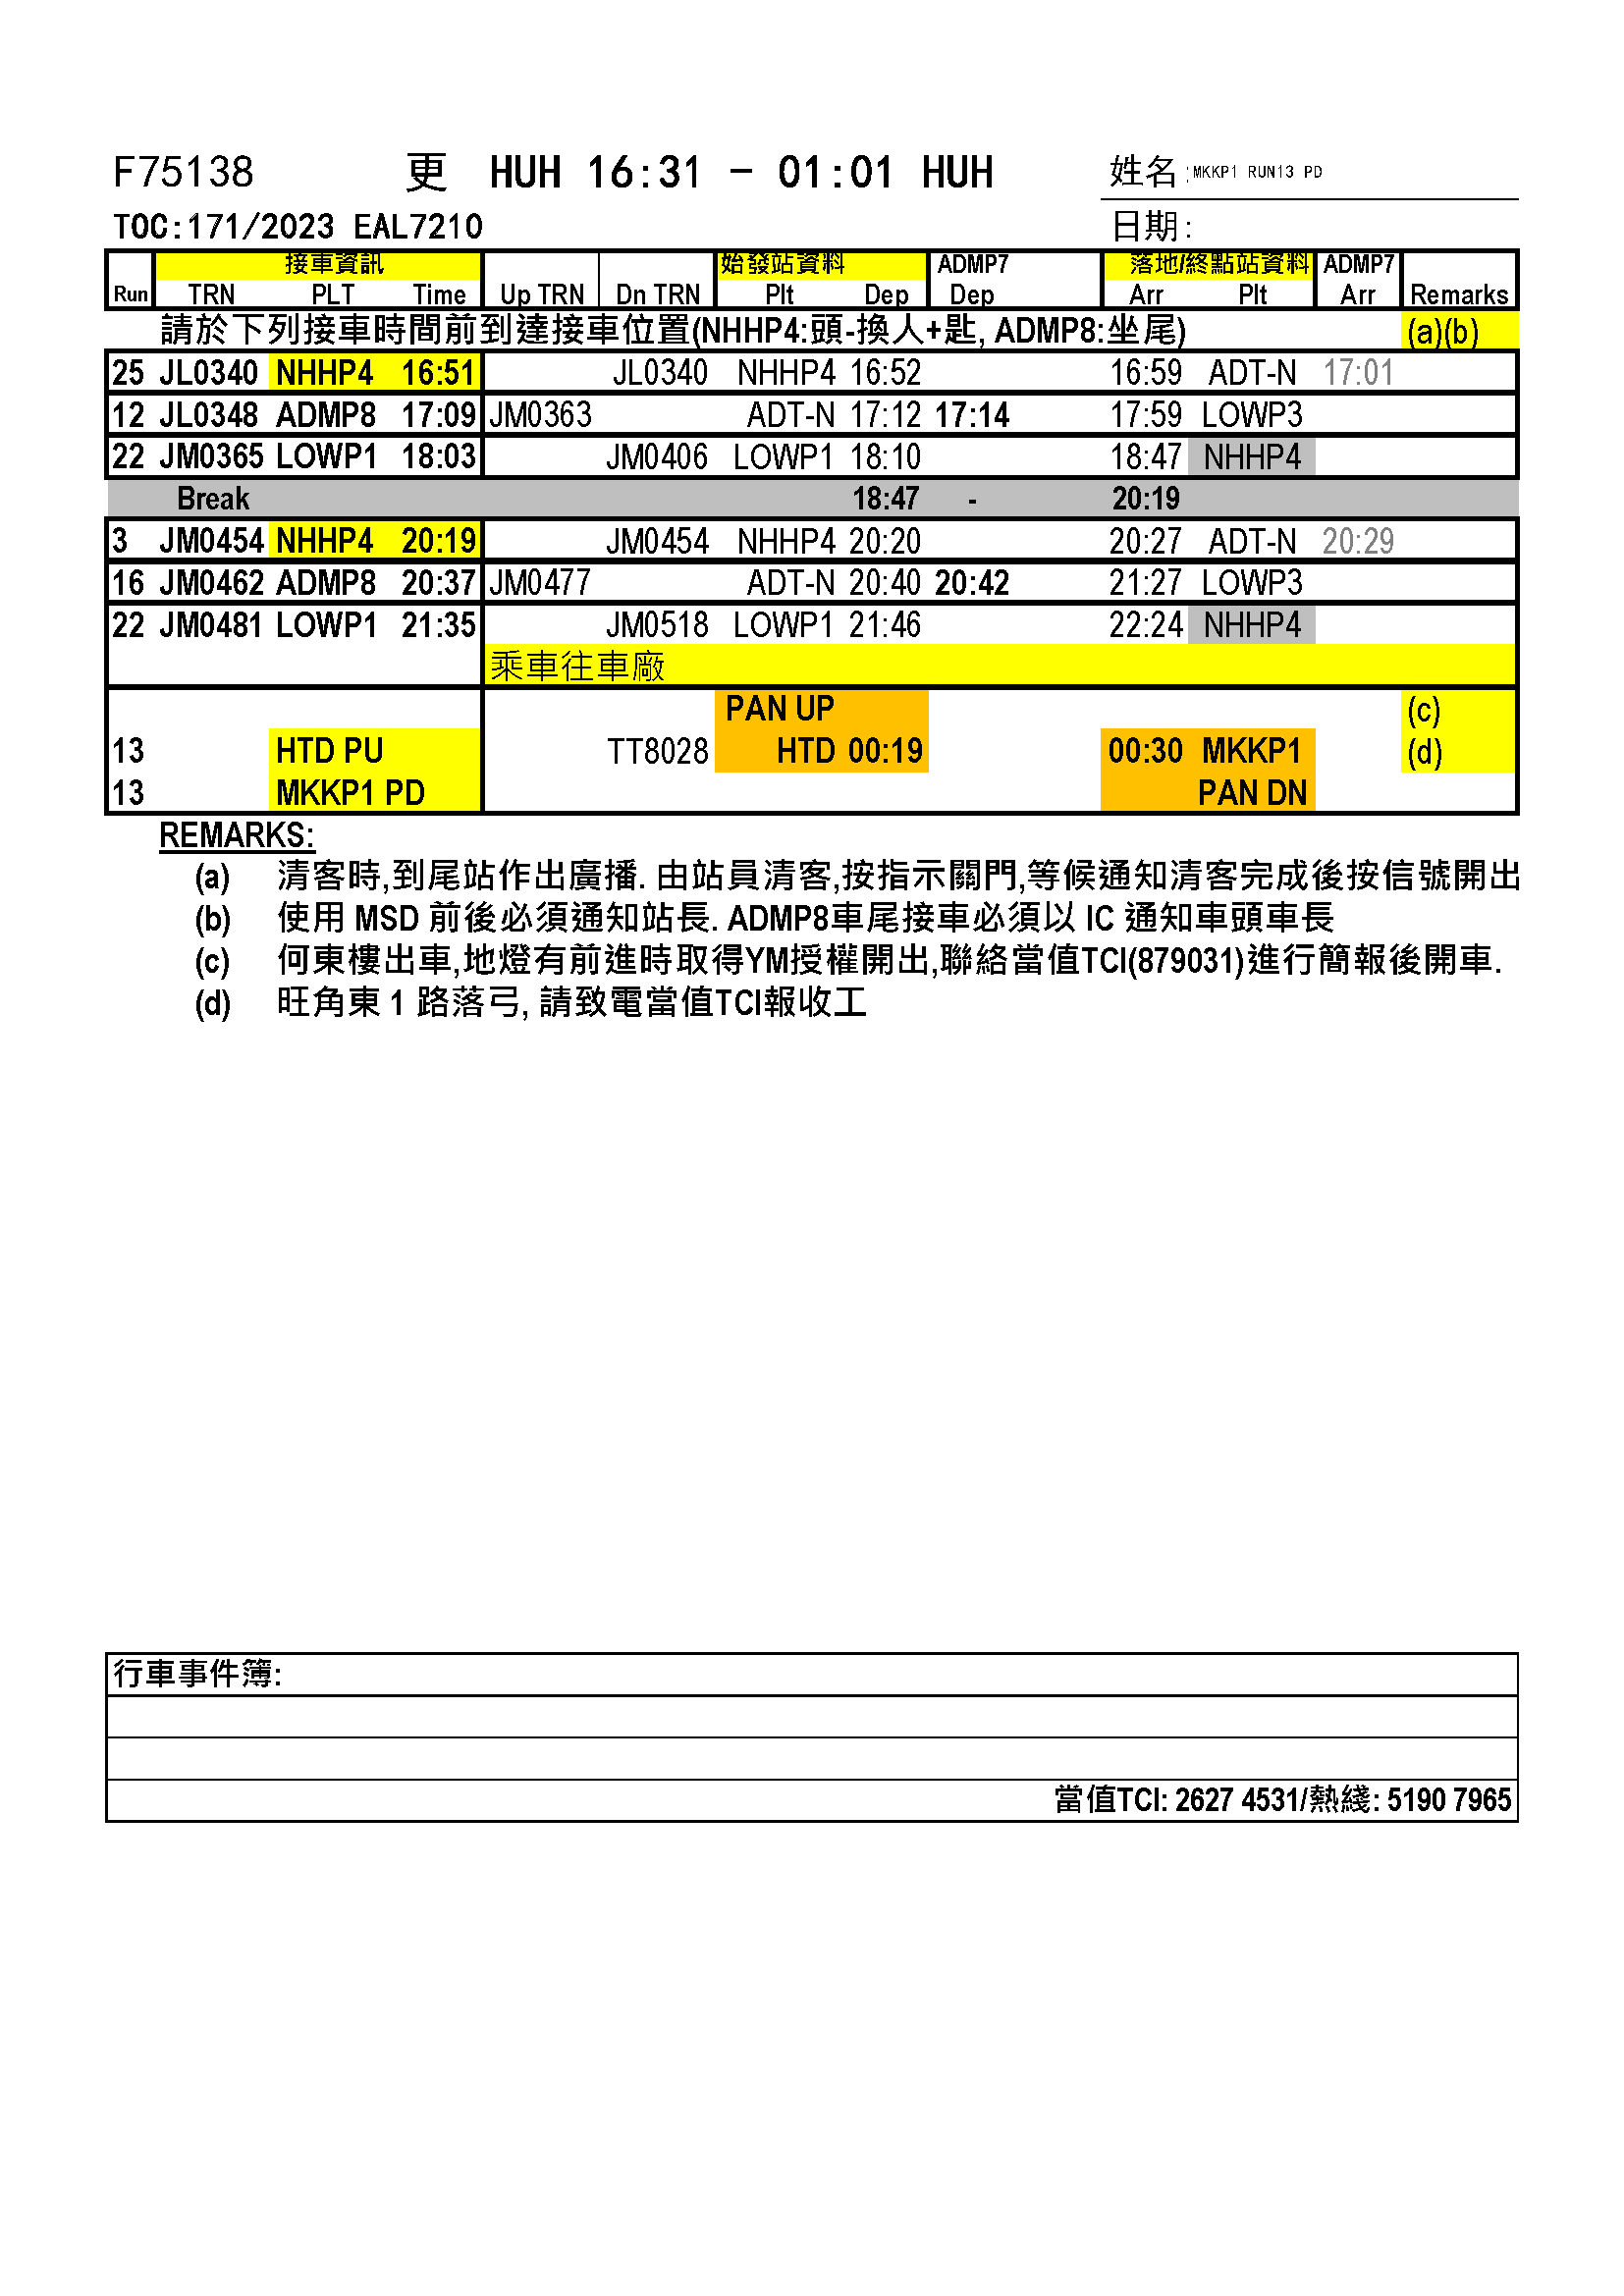 F75138 更 HUH 16:31 - 01:01 HUH 姓名:MKKP1 RUN13 PD
TOC:171/2023 EAL7210 日期:
接車資訊 始發站資料 ADMP7 落地/終點站資料 ADMP7
Run TRN PLT Time Up TRN Dn TRN Plt Dep Dep Arr Plt Arr Remarks
請於下列接車時間前到達接車位置(NHHP4:頭-換人+匙, ADMP8:坐尾) (a)(b)
25 JL0340 NHHP4 16:51 JL0340 NHHP4 16:52 16:59 ADT-N 17:01
12 JL0348 ADMP8 17:09 JM0363 ADT-N 17:12 17:14 17:59 LOWP3
22 JM0365 LOWP1 18:03 JM0406 LOWP1 18:10 18:47 NHHP4
Break 18:47 - 20:19
3 JM0454 NHHP4 20:19 JM0454 NHHP4 20:20 20:27 ADT-N 20:29
16 JM0462 ADMP8 20:37 JM0477 ADT-N 20:40 20:42 21:27 LOWP3
22 JM0481 LOWP1 21:35 JM0518 LOWP1 21:46 22:24 NHHP4
乘車往車廠
PAN UP (c)
13 HTD PU TT8028 HTD 00:19 00:30 MKKP1 (d)
13 MKKP1 PD PAN DN
REMARKS:
(a) 清客時,到尾站作出廣播. 由站員清客,按指示關門,等候通知清客完成後按信號開出
(b) 使用 MSD 前後必須通知站長. ADMP8車尾接車必須以 IC 通知車頭車長
(c) 何東樓出車,地燈有前進時取得YM授權開出,聯絡當值TCI(879031)進行簡報後開車.
(d) 旺角東 1 路落弓, 請致電當值TCI報收工
行車事件簿:
當值TCI: 2627 4531/熱綫: 5190 7965